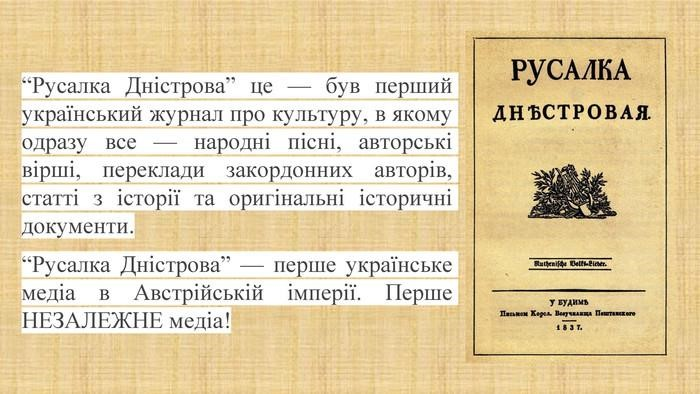 “Русалка Дністрова” це — був перший
український журнал про культуру, в якому
одразу все — народні пісні, авторські
вірші, переклади закордонних авторів,
статті з історії та оригінальні історичні
документи.
“Русалка Дністрова” — перше українське
медіа в Австрійській імперії. Перше
НЕЗАЛЕЖНЕ медіа!
РУСАЛКА
ДНѢСТРОВАЯ.
Ruthenische Volks-Lieder.
У БУДИМѢ
Письмом Корол. Всеучилища Пештанского
1837.